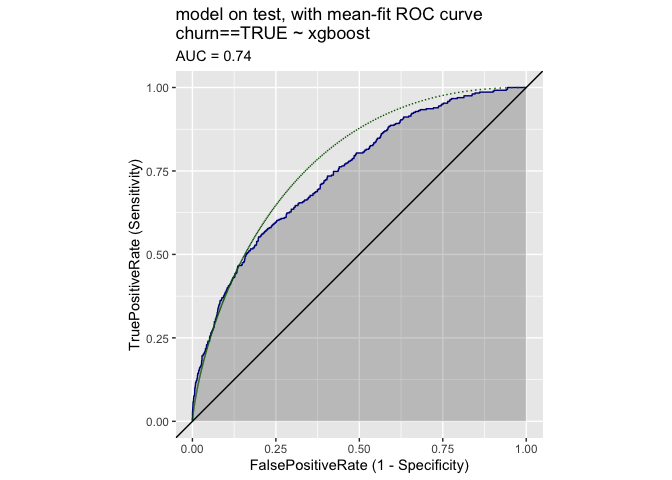 model on test, with mean-fit ROC curve
churn==TRUE ~ xgboost
AUC = 0.74
1.00
0.75
0.50
0.25
0.00
TruePositiveRate (Sensitivity)
0.00 0.25 0.50 0.75 1.00
FalsePositiveRate (1 - Specificity)